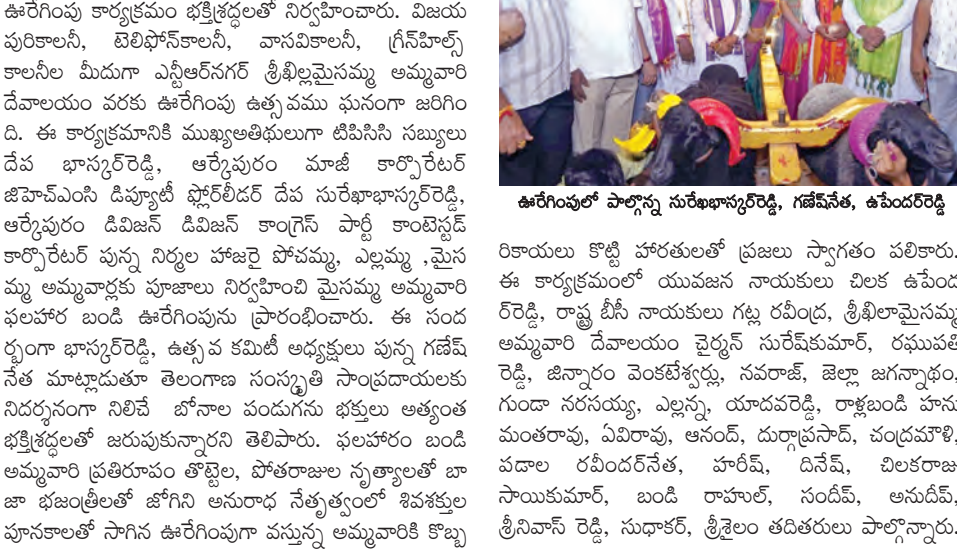 ఊరేగింపు కార్యక్రమం భక్తిశ్రద్ధలతో నిర్వహించారు. విజయ
పురికాలనీ, టెలిఫోన్‌కాలనీ, వాసవికాలనీ, గ్రీన్‌హిల్స్
కాలనీల మీదుగా ఎన్టీఆర్‌నగర్ శ్రీఖిల్లమైసమ్మ అమ్మవారి
దేవాలయం వరకు ఊరేగింపు ఉత్సవము ఘనంగా జరిగిం
ది. ఈ కార్యక్రమానికి ముఖ్యఅతిథులుగా టిపిసిసి సబ్యులు
దేవ భాస్కర్‌రెడ్డి, ఆర్కేపురం మాజీ కార్పొరేటర్
జిహెచ్ఎంసి డిప్యూటీ ఫ్లోర్‌లీడర్ దేవ సురేఖాభాస్కర్‌రెడ్డి,
ఆర్కేపురం డివిజన్ డివిజన్ కాంగ్రెస్ పార్టీ కాంటెస్టడ్
కార్పొరేటర్ పున్న నిర్మల హాజరై పోచమ్మ, ఎల్లమ్మ ,మైస
మ్మ అమ్మవార్లకు పూజాలు నిర్వహించి మైసమ్మ అమ్మవారి
ఫలహార బండి ఊరేగింపును ప్రారంభించారు. ఈ సంద
ర్భంగా భాస్కర్‌రెడ్డి, ఉత్సవ కమిటీ అధ్యక్షులు పున్న గణేష్
నేత మాట్లాడుతూ తెలంగాణ సంస్కృతి సాంప్రదాయలకు
నిదర్శనంగా నిలిచే బోనాల పండుగను భక్తులు అత్యంత
భక్తిశ్రద్ధలతో జరుపుకున్నారని తెలిపారు. ఫలహారం బండి
అమ్మవారి ప్రతిరూపం తొట్టెల, పోతరాజుల నృత్యాలతో బా
జా భజంత్రీలతో జోగిని అనురాధ నేతృత్వంలో శివశక్తుల
పూనకాలతో సాగిన ఊరేగింపుగా వస్తున్న అమ్మవారికి కొబ్బ
ఊరేగింపులో పాల్గొన్న సురేఖభాస్కర్‌రెడ్డి, గణేష్‌నేత, ఉపేందర్‌రెడ్డి
రికాయలు కొట్టి హారతులతో ప్రజలు స్వాగతం పలికారు.
ఈ కార్యక్రమంలో యువజన నాయకులు చిలక ఉపేంద
ర్‌రెడ్డి, రాష్ట్ర బీసీ నాయకులు గట్ల రవీంద్ర, శ్రీఖిలామైసమ్మ
అమ్మవారి దేవాలయం చైర్మన్ సురేష్‌కుమార్, రఘుపతి
రెడ్డి, జిన్నారం వెంకటేశ్వర్లు, నవరాజ్, జెల్లా జగన్నాథం,
గుండా నరసయ్య, ఎల్లన్న, యాదవరెడ్డి, రాళ్లబండి హను
మంతరావు, ఏవిరావు, ఆనంద్, దుర్గాప్రసాద్, చంద్రమౌళి,
పడాల రవీందర్‌నేత, హరీష్, దినేష్, చిలకరాజు
సాయికుమార్, బండి రాహుల్, సందీప్, అనుదీప్,
శ్రీనివాస్ రెడ్డి, సుధాకర్, శ్రీశైలం తదితరులు పాల్గొన్నారు.